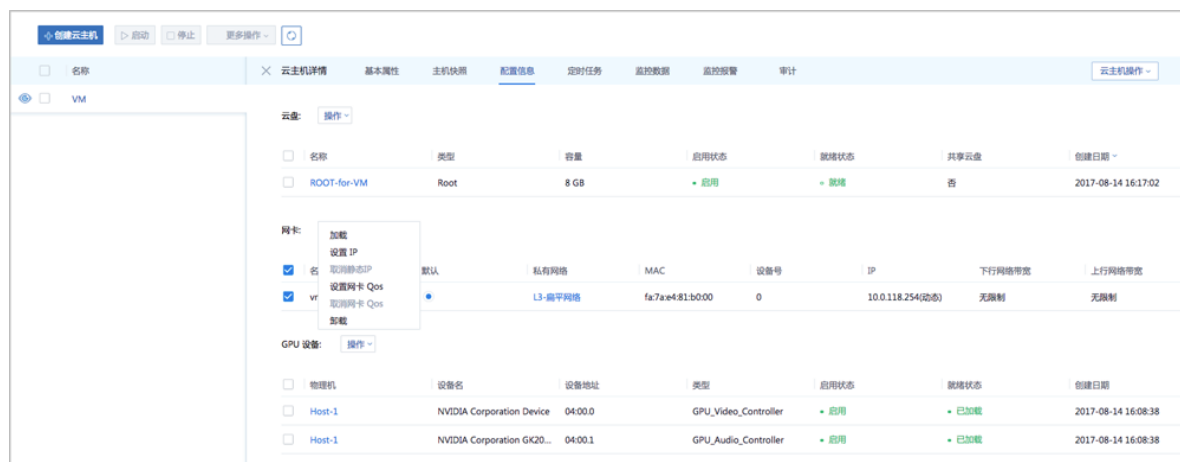 创建云主机 启动 停止 更多操作
名称 云主机详情 基本属性 主机快照 配置信息 定时任务 监控数据 监控报警 审计 云主机操作
VM
云盘: 操作
名称 类型 容量 启用状态 就绪状态 共享云盘 创建日期
ROOT-for-VM Root 8 GB 启用 就绪 否 2017-08-14 16:17:02
网卡:
加载
设置 IP
取消静态IP
设置网卡 Qos
取消网卡 Qos
卸载
默认 私有网络 MAC 设备号 IP 下行网络带宽 上行网络带宽
L3-扁平网络 fa:7a:e4:81:b0:00 0 10.0.118.254(动态) 无限制 无限制
GPU 设备: 操作
物理机 设备名 设备地址 类型 启用状态 就绪状态 创建日期
Host-1 NVIDIA Corporation Device 04:00.0 GPU_Video_Controller 启用 已加载 2017-08-14 16:08:38
Host-1 NVIDIA Corporation GK20... 04:00.1 GPU_Audio_Controller 启用 已加载 2017-08-14 16:08:38